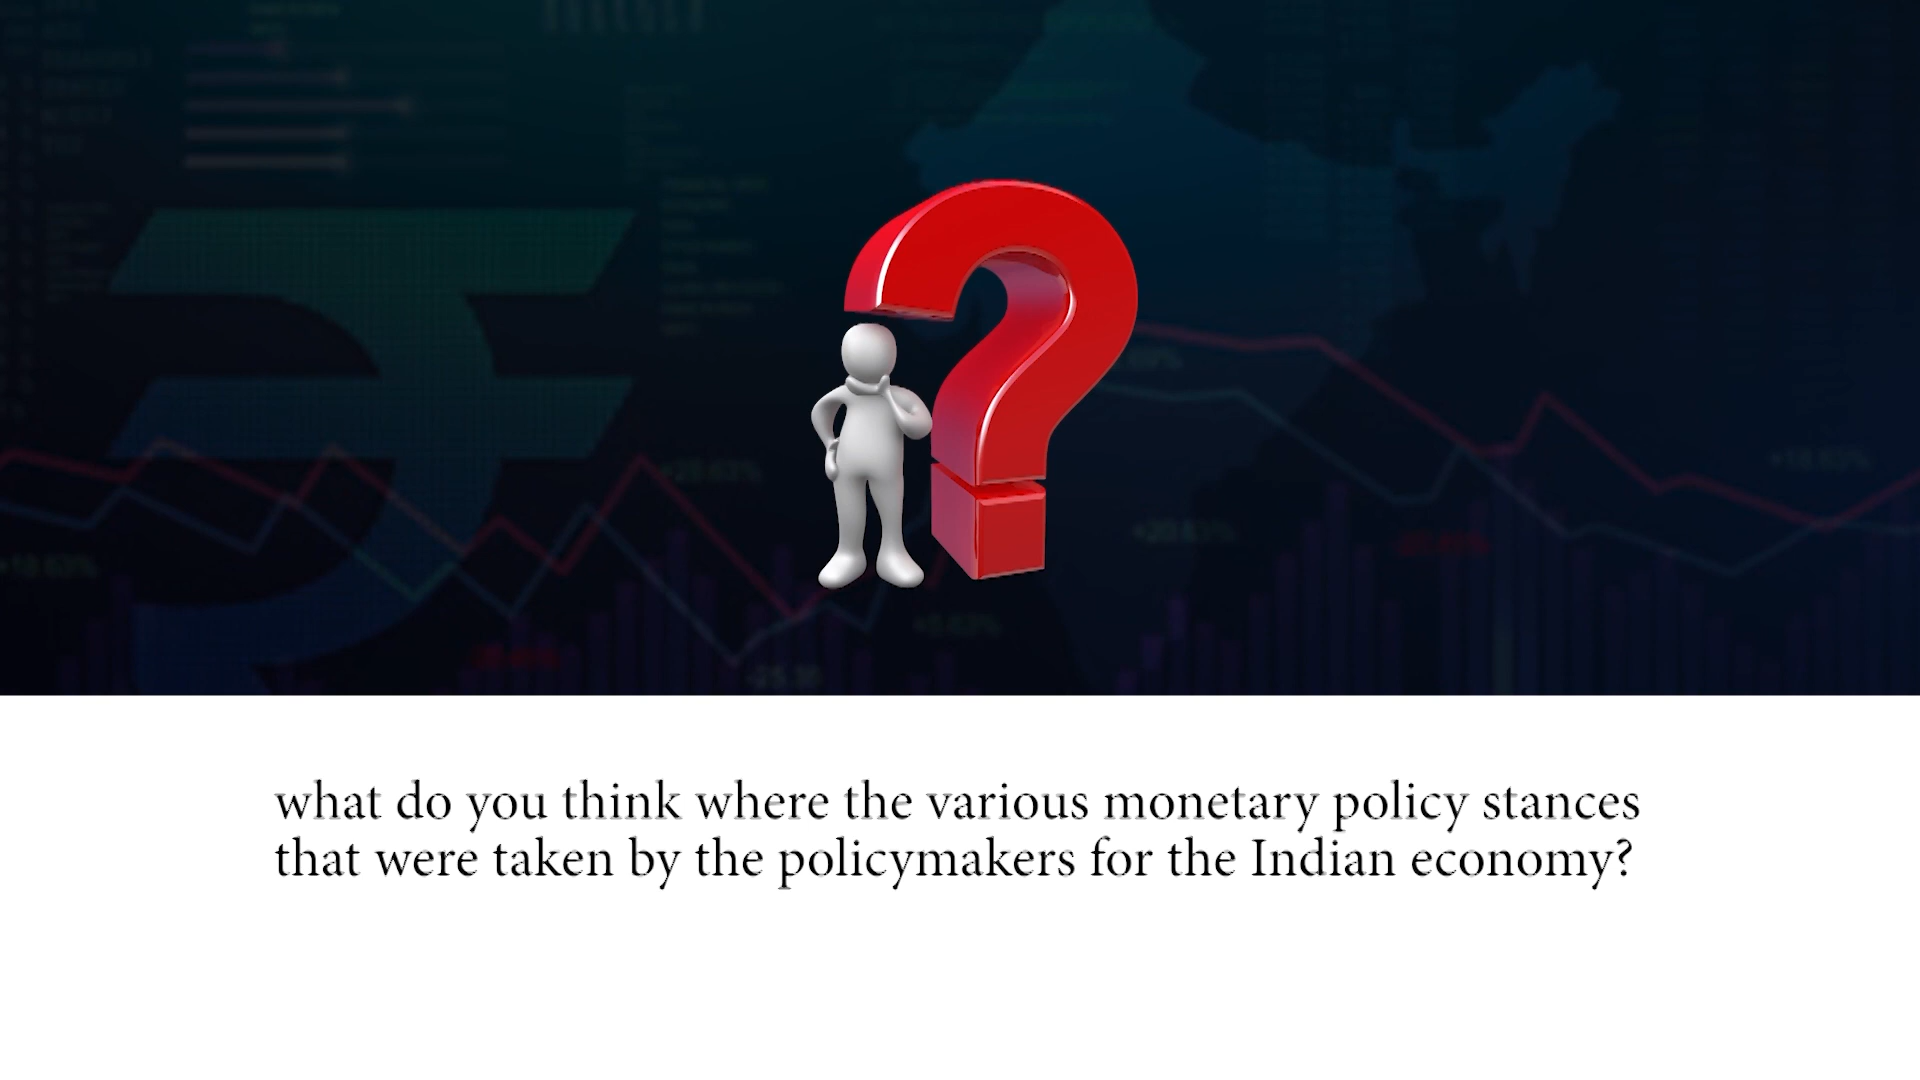 what do you think where the various monetary policy stances
that were taken by the policymakers for the Indian economy?